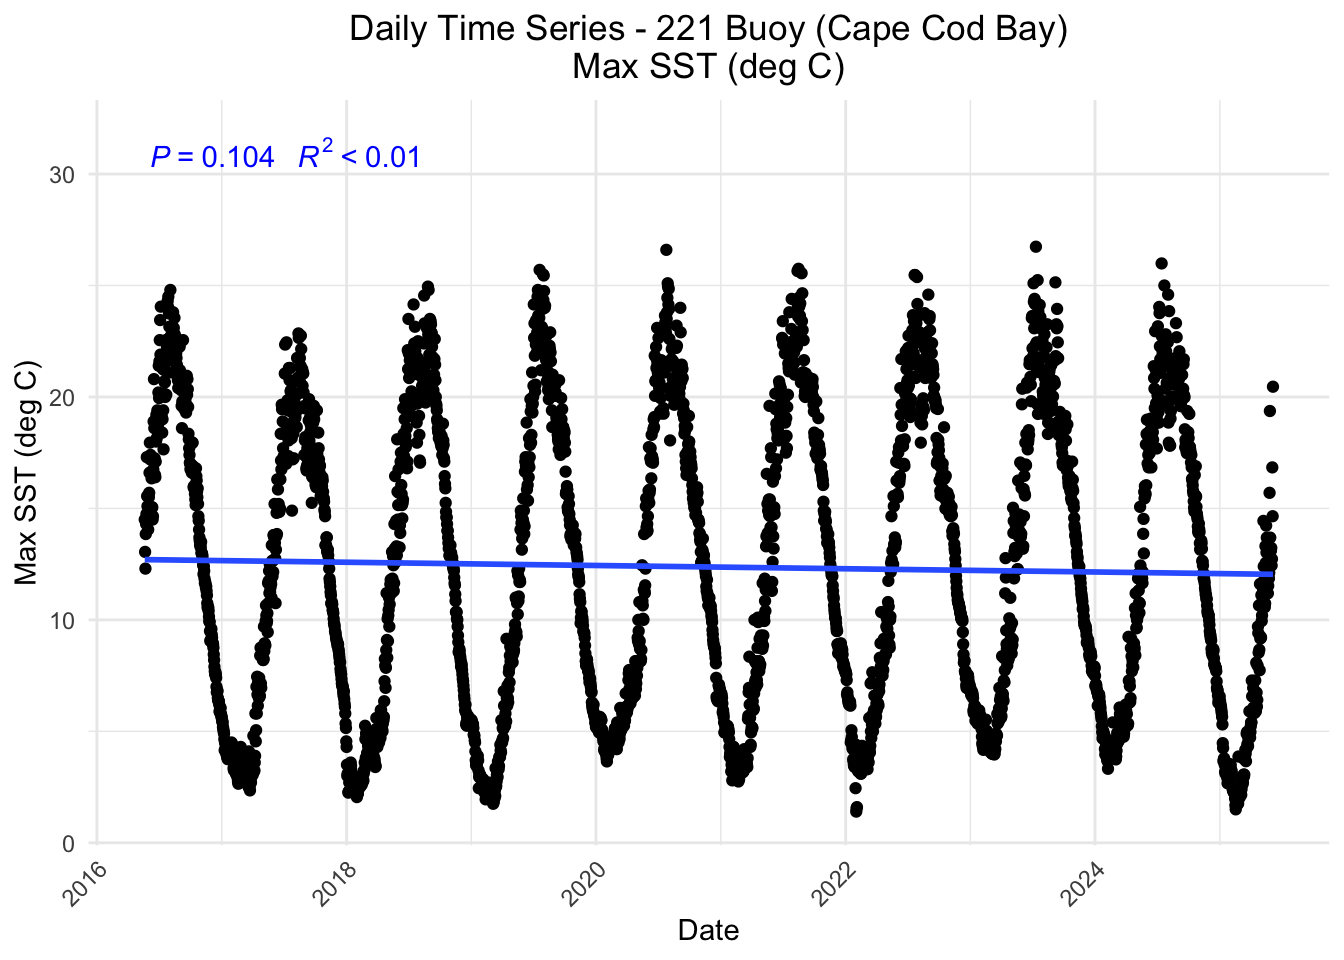 Daily Time Series - 221 Buoy (Cape Cod Bay)
Max SST (deg C)
P = 0.104 R² < 0.01
30
20
10
0
Max SST (deg C)
2016
2018
2020
2022
2024
Date